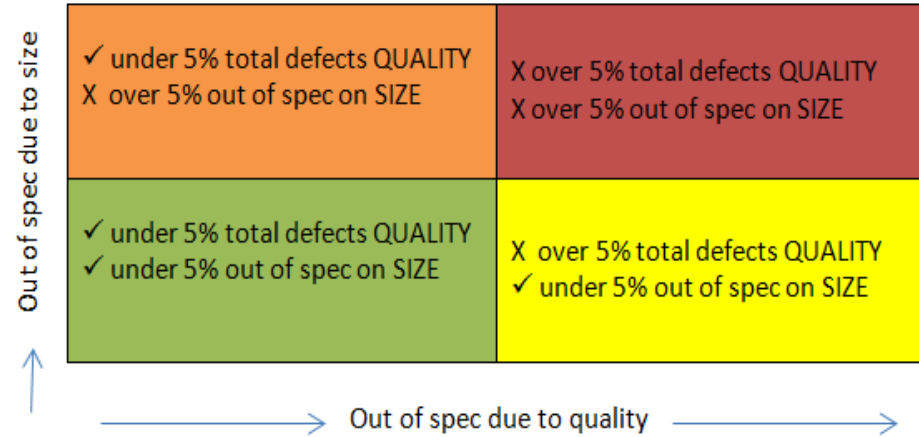 Out of spec due to size
✓ under 5% total defects QUALITY
X over 5% out of spec on SIZE
X over 5% total defects QUALITY
X over 5% out of spec on SIZE
✓ under 5% total defects QUALITY
✓ under 5% out of spec on SIZE
X over 5% total defects QUALITY
✓ under 5% out of spec on SIZE
Out of spec due to quality